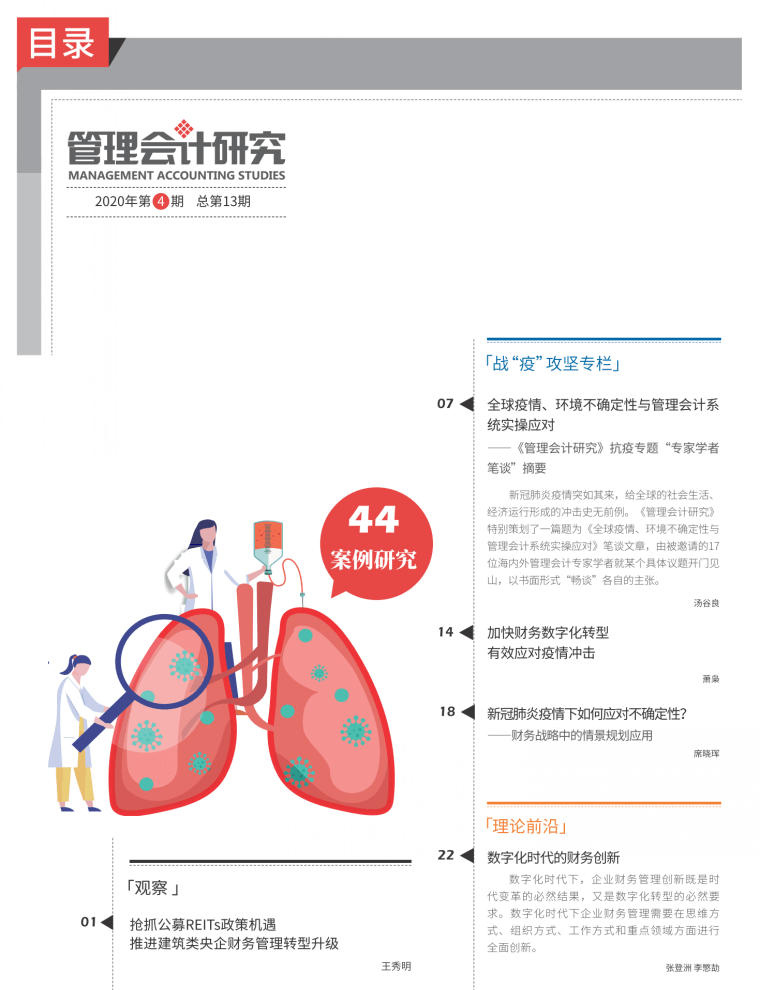 目录
管理会计研究
MANAGEMENT ACCOUNTING STUDIES
2020年第4期 总第13期
「战“疫”攻坚专栏」
07
全球疫情、环境不确定性与管理会计系
统实操应对
——《管理会计研究》抗疫专题“专家学者
笔谈”摘要
新冠肺炎疫情突如其来，给全球的社会生活、
经济运行形成的冲击史无前例。《管理会计研究》
特别策划了一篇题为《全球疫情、环境不确定性与
管理会计系统实操应对》笔谈文章，由被邀请的17
位海内外管理会计专家学者就某个具体议题开门见
山，以书面形式“畅谈”各自的主张。
汤谷良
14
加快财务数字化转型
有效应对疫情冲击
萧枭
18
新冠肺炎疫情下如何应对不确定性？
——财务战略中的情景规划应用
席晓珲
「理论前沿」
22
数字化时代的财务创新
数字化时代下，企业财务管理创新既是时
代变革的必然结果，又是数字化转型的必然要
求。数字化时代下企业财务管理需要在思维方
式、组织方式、工作方式和重点领域方面进行
全面创新。
张登洲 李慜劼
44
案例研究
「观察 」
01
抢抓公募REITs政策机遇
推进建筑类央企财务管理转型升级
王秀明